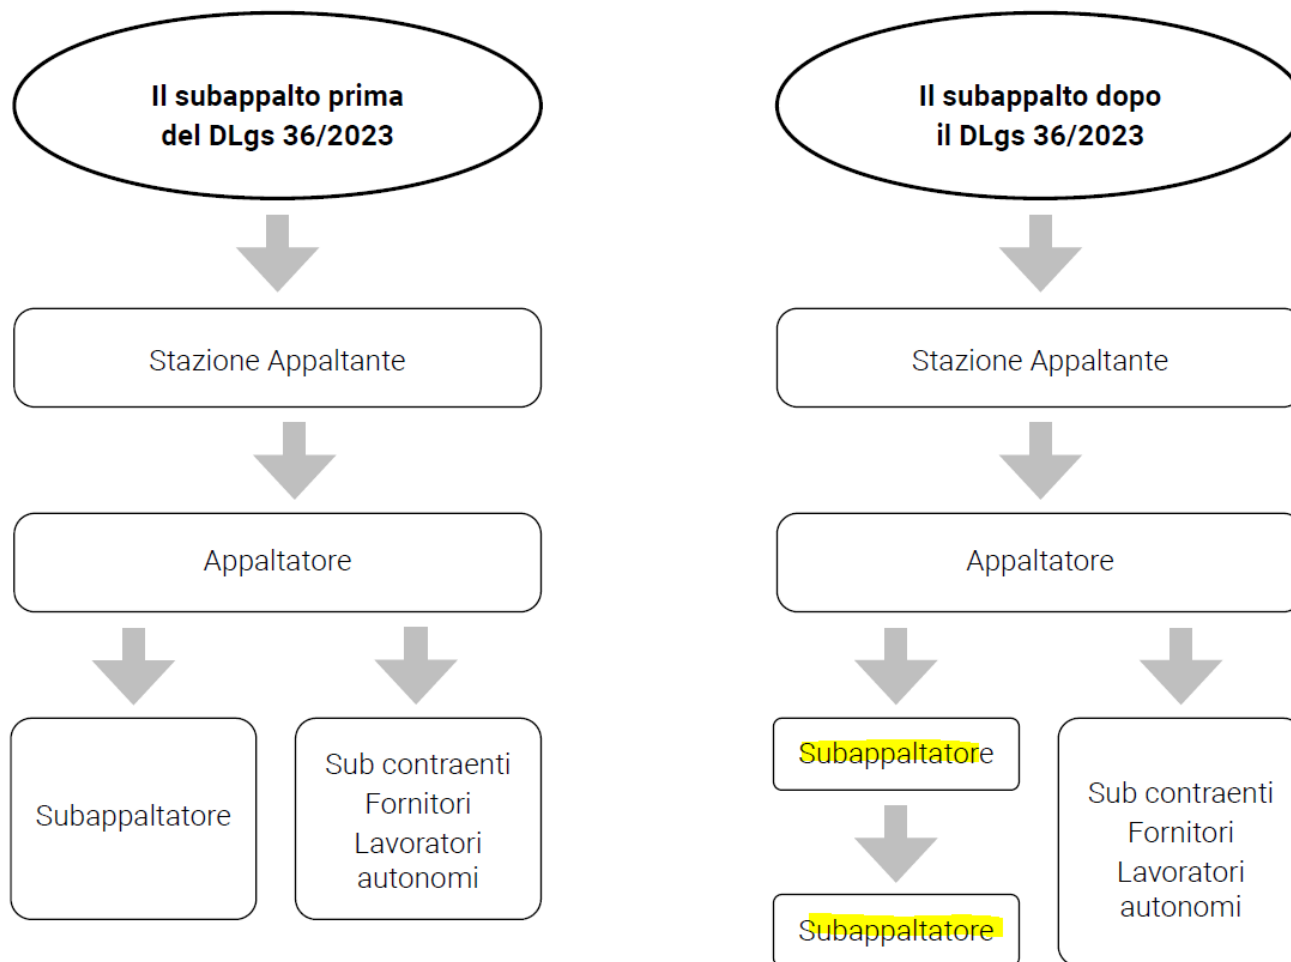 Il subappalto prima
del DLgs 36/2023
Stazione Appaltante
Appaltatore
Subappaltatore
Sub contraenti
Fornitori
Lavoratori
autonomi
Il subappalto dopo
il DLgs 36/2023
Stazione Appaltante
Appaltatore
Subappaltatore
Subappaltatore
Sub contraenti
Fornitori
Lavoratori
autonomi